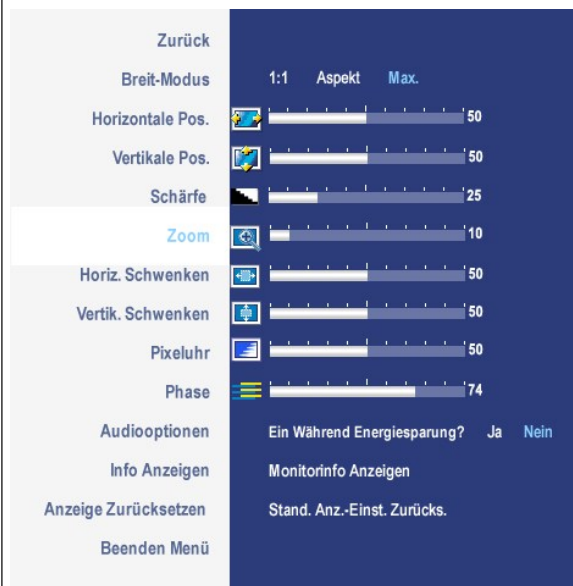 Zurück
Breit-Modus 1:1 Aspekt Max.
Horizontale Pos. 50
Vertikale Pos. 50
Schärfe 25
Zoom 10
Horiz. Schwenken 50
Vertik. Schwenken 50
Pixeluhr 50
Phase 74
Audiooptionen Ein Während Energiesparung? Ja Nein
Info Anzeigen Monitorinfo Anzeigen
Anzeige Zurücksetzen Stand. Anz.-Einst. Zurücks.
Beenden Menü